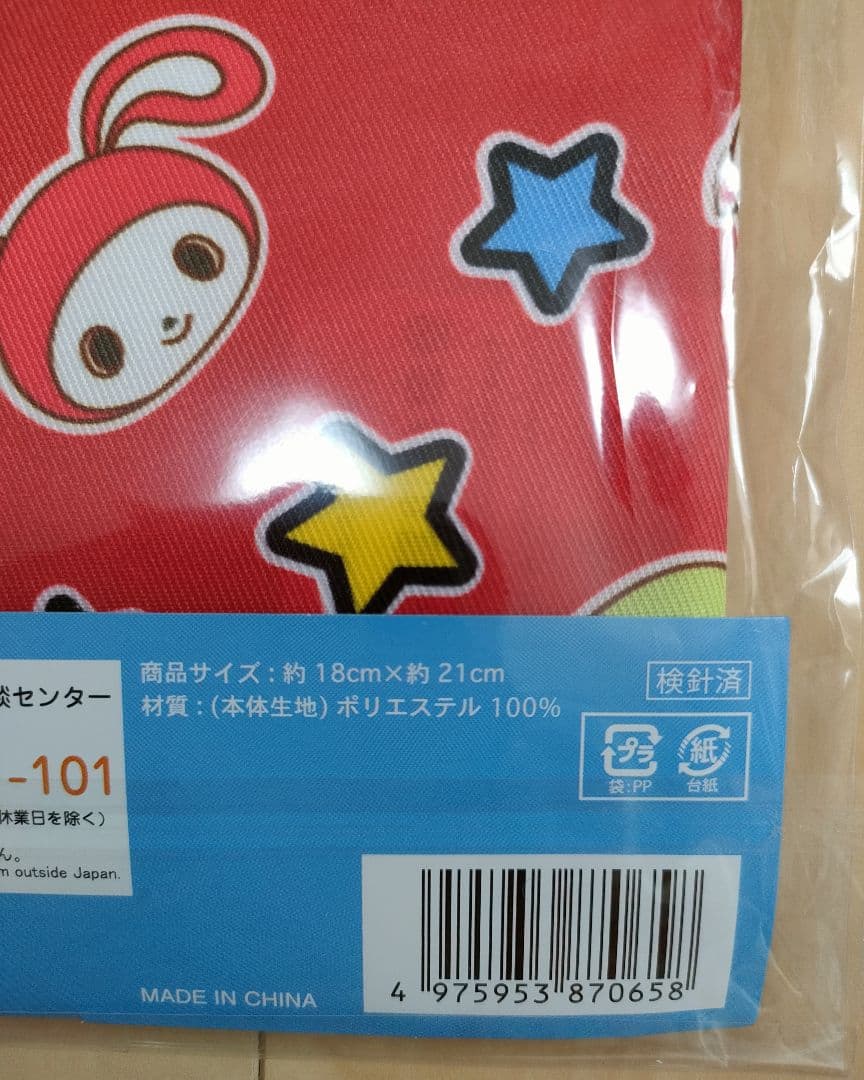 商品サイズ：約 18cm×約 21cm
材質：(本体生地) ポリエステル 100%
検針済
プラ
紙
袋:PP
台紙
談センター
-101
休業日を除く）
ん。
m outside Japan.
MADE IN CHINA
4 975953 870658